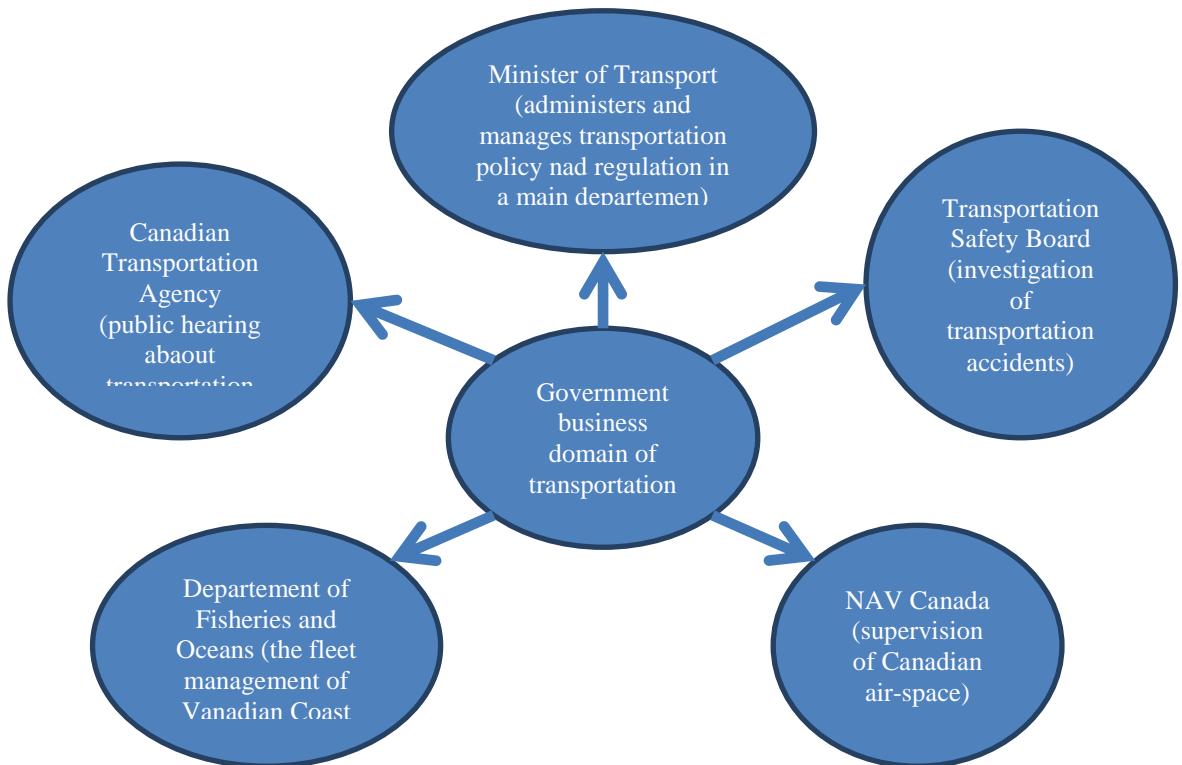 Minister of Transport
(administers and
manages transportation
policy nad regulation in
a main departemen)
Canadian
Transportation
Agency
(public hearing
abaout
transportation
Transportation
Safety Board
(investigation
of
transportation
accidents)
Government
business
domain of
transportation
Departement of
Fisheries and
Oceans (the fleet
management of
Vanadian Coast
NAV Canada
(supervision
of Canadian
air-space)